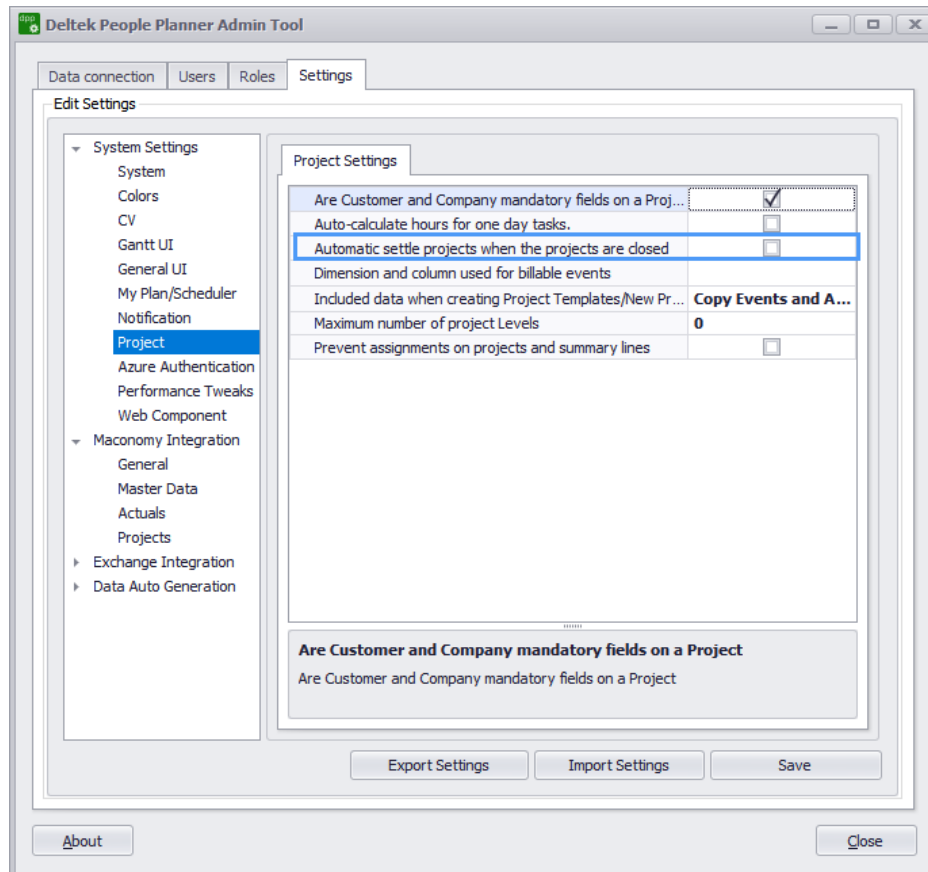 dpp
Deltek People Planner Admin Tool
Data connection Users Roles Settings
Edit Settings
System Settings
System
Colors
CV
Gantt UI
General UI
My Plan/Scheduler
Notification
Project
Azure Authentication
Performance Tweaks
Web Component
Maconomy Integration
General
Master Data
Actuals
Projects
Exchange Integration
Data Auto Generation
Project Settings
Are Customer and Company mandatory fields on a Proj...
Auto-calculate hours for one day tasks.
Automatic settle projects when the projects are closed
Dimension and column used for billable events
Included data when creating Project Templates/New Pr... Copy Events and A...
Maximum number of project Levels 0
Prevent assignments on projects and summary lines
Are Customer and Company mandatory fields on a Project
Are Customer and Company mandatory fields on a Project
Export Settings Import Settings Save
About Close